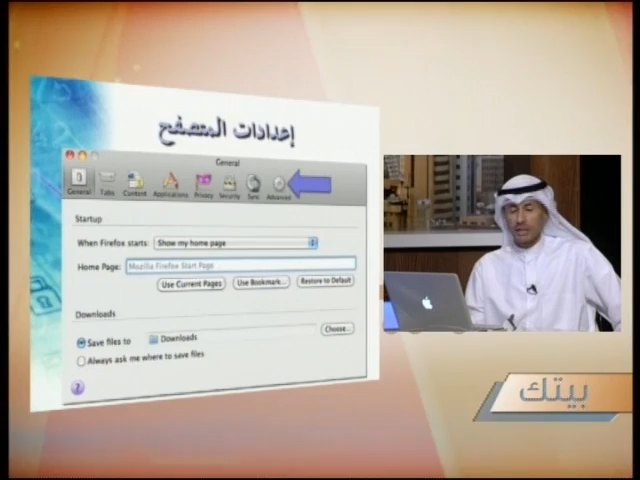 إعدادات المتصفح
General
General Tabs Content Applications Privacy Security Sync Advanced
Startup
When Firefox starts: Show my home page
Home Page: Mozilla Firefox Start Page
Use Current Pages Use Bookmark... Restore to Default
Downloads
Save files to Downloads Choose...
Always ask me where to save files
?
بيتك